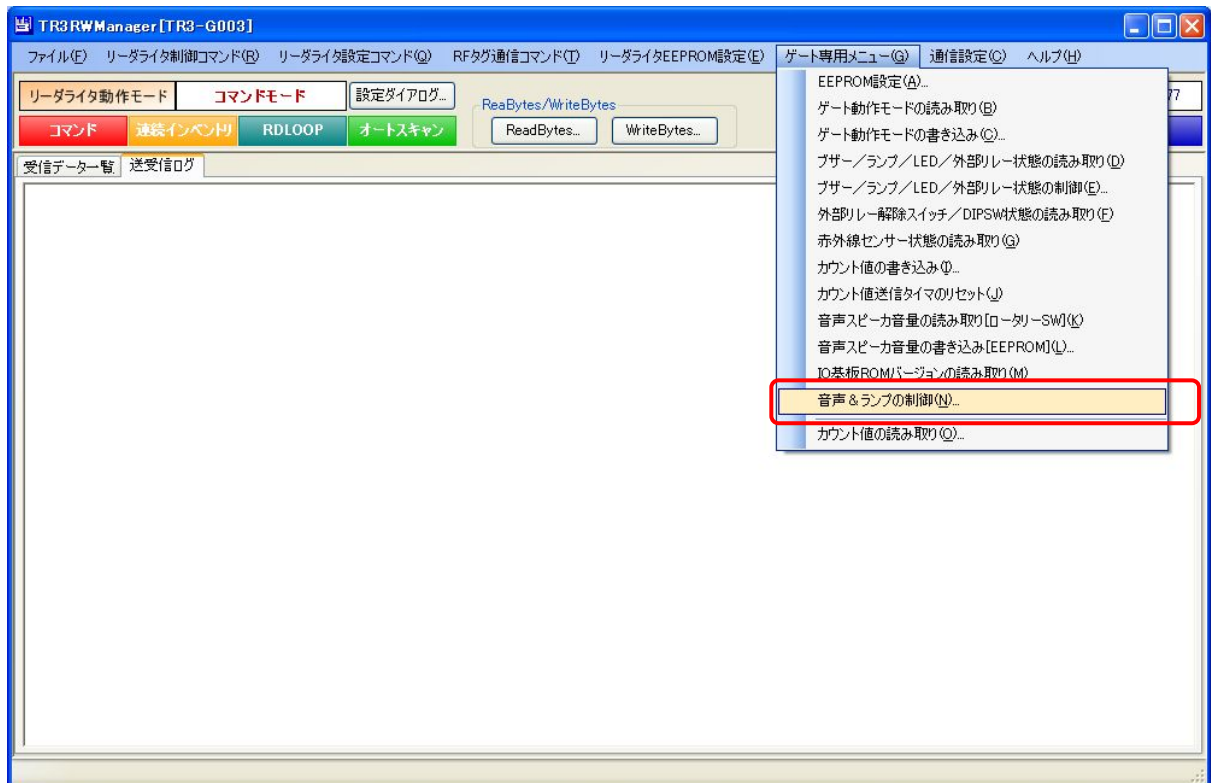 TR3RWManager[TR3-G003]
ファイル(F) リーダライタ制御コマンド(R) リーダライタ設定コマンド(Q) RFタグ通信コマンド(T) リーダライタEEPROM設定(E) ゲート専用メニュー(G) 通信設定(C) ヘルプ(H)
リーダライタ動作モード コマンドモード 設定ダイアログ... ReaBytes/WriteBytes 77
コマンド 連続インベントリ RDLOOP オートスキャン ReadBytes... WriteBytes...
受信データ一覧 送受信ログ
EEPROM設定(A)...
ゲート動作モードの読み取り(B)
ゲート動作モードの書き込み(C)...
ブザー/ランプ/LED/外部リレー状態の読み取り(D)
ブザー/ランプ/LED/外部リレー状態の制御(E)...
外部リレー解除スイッチ/DIPSW状態の読み取り(F)
赤外線センサー状態の読み取り(G)
カウント値の書き込み(I)...
カウント値送信タイマのリセット(J)
音声スピーカ音量の読み取り[ロータリーSW](K)
音声スピーカ音量の書き込み[EEPROM](L)...
IO基板ROMバージョンの読み取り(M)
音声&ランプの制御(N)...
カウント値の読み取り(O)...